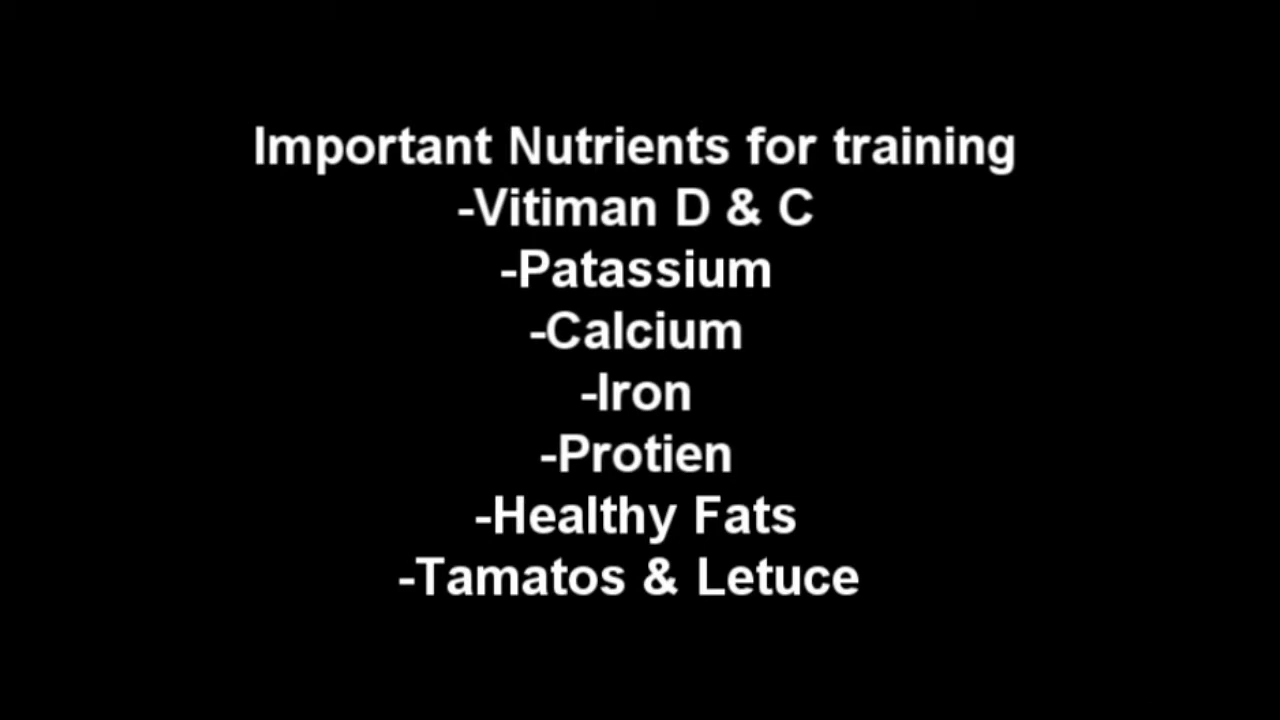 Important Nutrients for training
-Vitiman D & C
-Patassium
-Calcium
-Iron
-Protien
-Healthy Fats
-Tamatos & Letuce